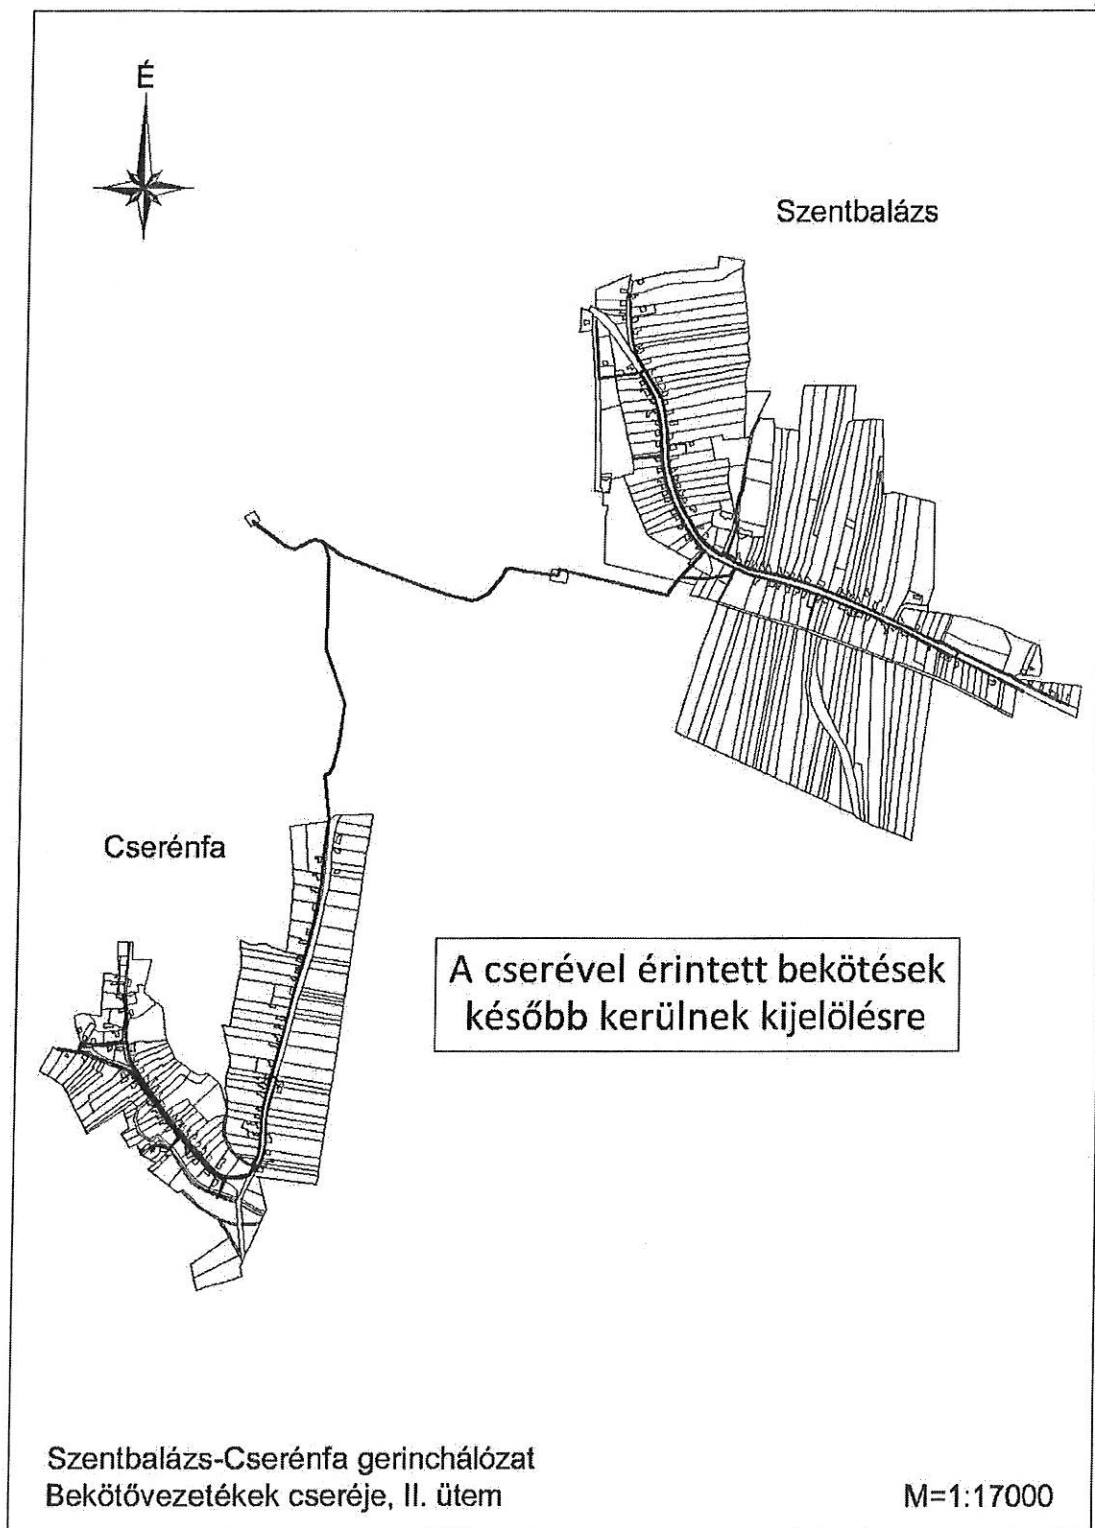 É
Szentbalázs
Cserénfa
A cserével érintett bekötések
később kerülnek kijelölésre
Szentbalázs-Cserénfa gerinchálózat
Bekötővezetékek cseréje, II. ütem
M=1:17000